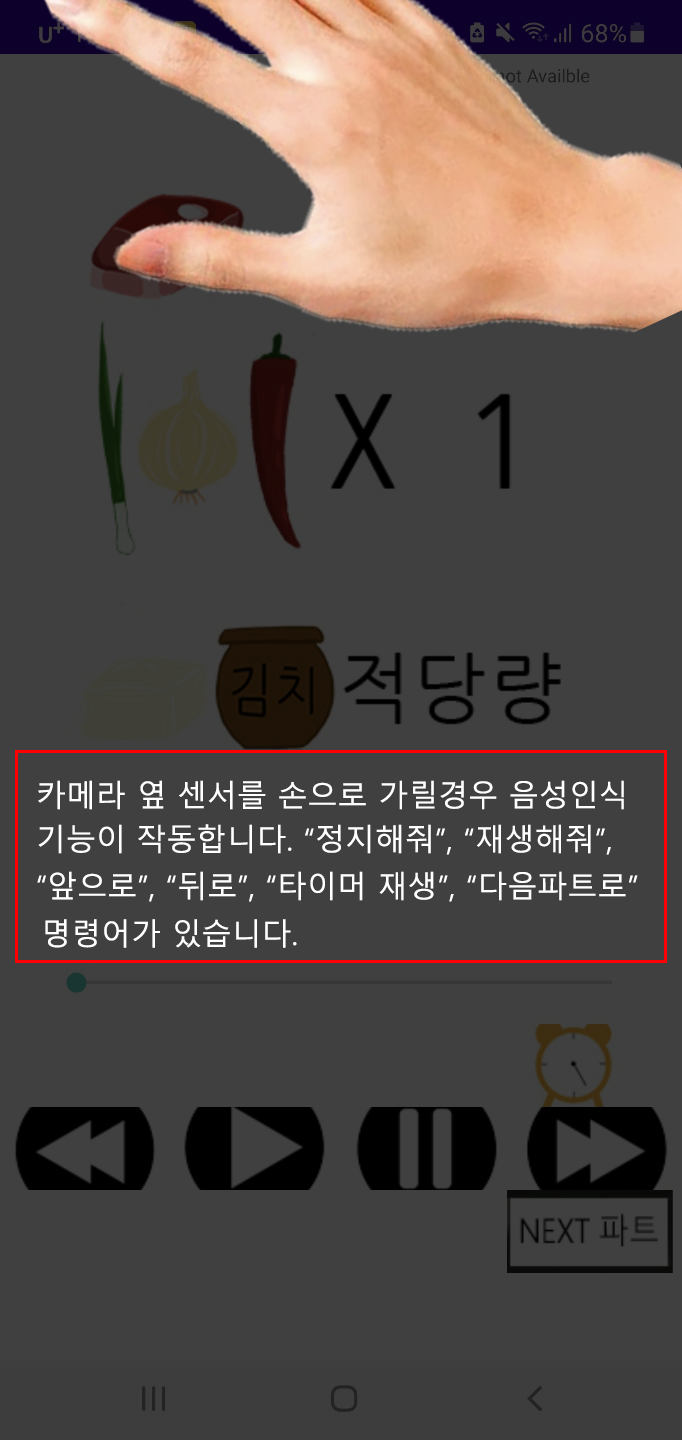 U+
68%
ot Availble
X 1
김치 적당량
카메라 옆 센서를 손으로 가릴경우 음성인식
기능이 작동합니다. “정지해줘”, “재생해줘”,
“앞으로”, “뒤로”, “타이머 재생”, “다음파트로”
명령어가 있습니다.
NEXT 파트